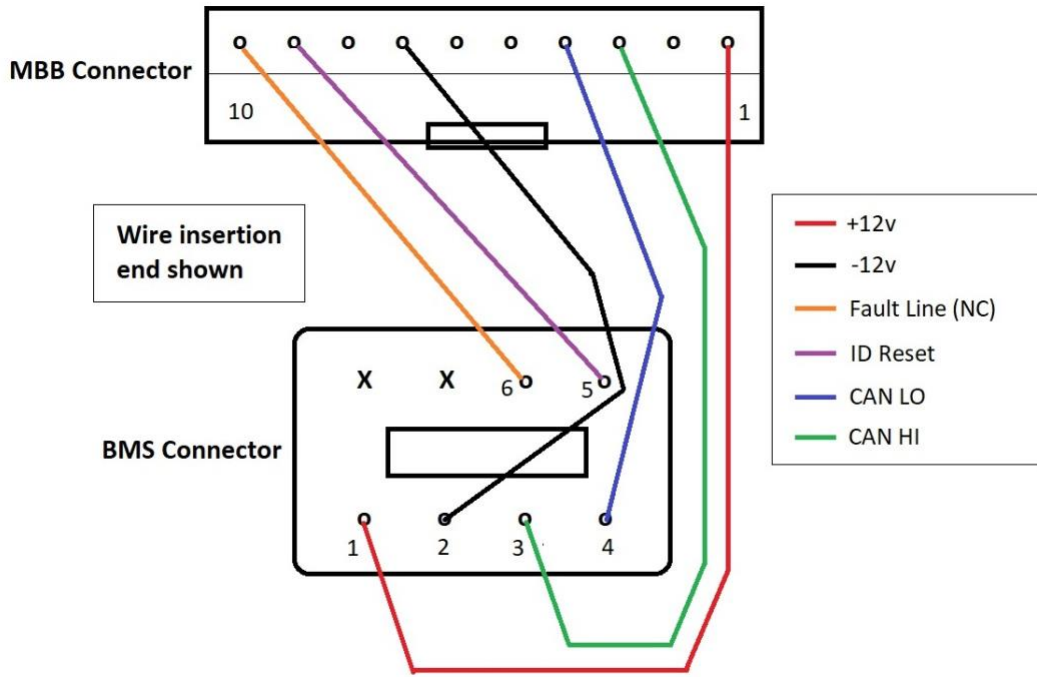 MBB Connector
10
1
Wire insertion
end shown
+12v
-12v
Fault Line (NC)
ID Reset
CAN LO
CAN HI
X
X
6
5
BMS Connector
1
2
3
4